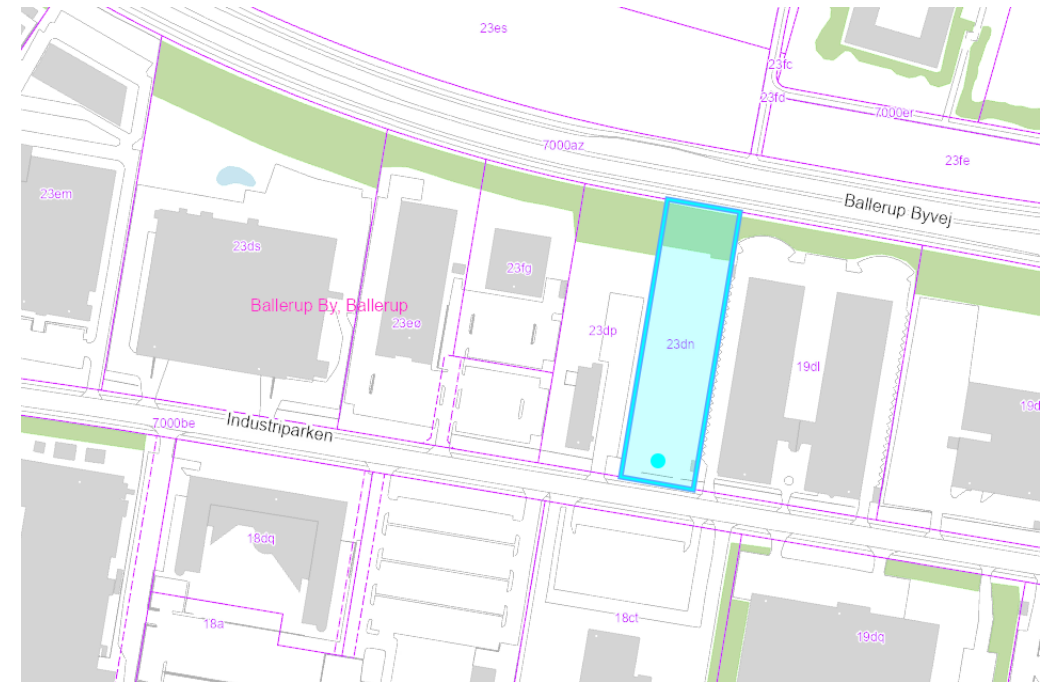 23es
23fc
23fd
7000er
7000az
23fe
23em
Ballerup Byvej
23ds
23fg
Ballerup By, Ballerup
23eø
23dp
23dn
19dl
19d
7000be
Industriparken
18dq
18a
18ct
19dq